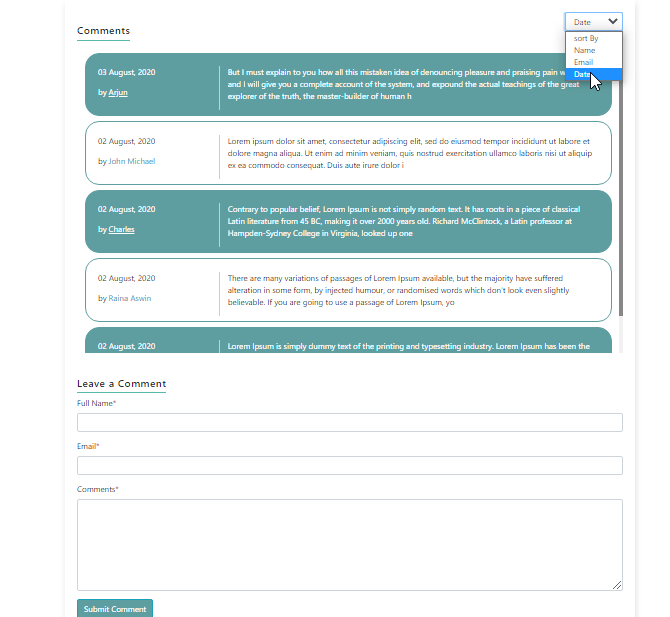 Date
Comments
sort By
Name
Email
Date
03 August, 2020
by Arjun
But I must explain to you how all this mistaken idea of denouncing pleasure and praising pain w
and I will give you a complete account of the system, and expound the actual teachings of the great
explorer of the truth, the master-builder of human h
02 August, 2020
by John Michael
Lorem ipsum dolor sit amet, consectetur adipiscing elit, sed do eiusmod tempor incididunt ut labore et
dolore magna aliqua. Ut enim ad minim veniam, quis nostrud exercitation ullamco laboris nisi ut aliquip
ex ea commodo consequat. Duis aute irure dolor i
02 August, 2020
by Charles
Contrary to popular belief, Lorem Ipsum is not simply random text. It has roots in a piece of classical
Latin literature from 45 BC, making it over 2000 years old. Richard McClintock, a Latin professor at
Hampden-Sydney College in Virginia, looked up one
02 August, 2020
by Raina Aswin
There are many variations of passages of Lorem Ipsum available, but the majority have suffered
alteration in some form, by injected humour, or randomised words which don't look even slightly
believable. If you are going to use a passage of Lorem Ipsum, yo
02 August, 2020
Lorem Ipsum is simply dummy text of the printing and typesetting industry. Lorem Ipsum has been the
Leave a Comment
Full Name*
Email*
Comments*
Submit Comment